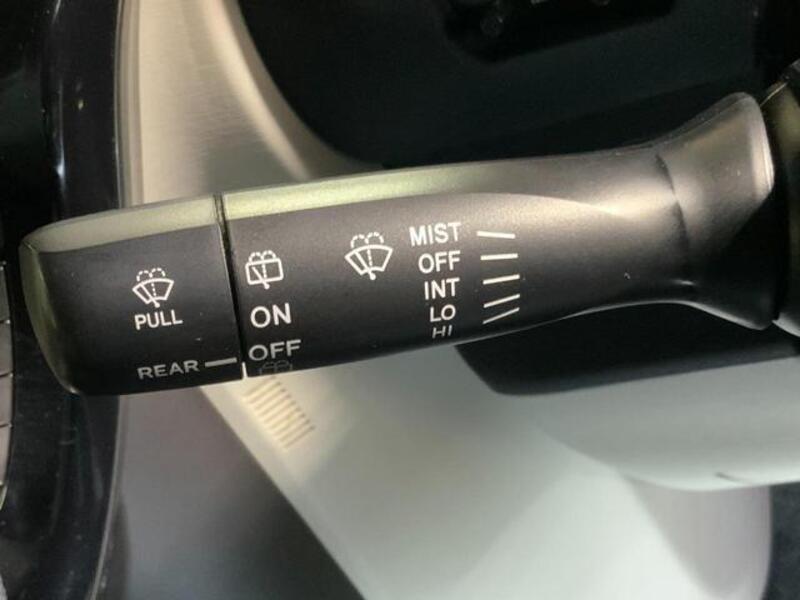 PULL
REAR
ON
OFF
MIST
OFF
INT
LO
HI